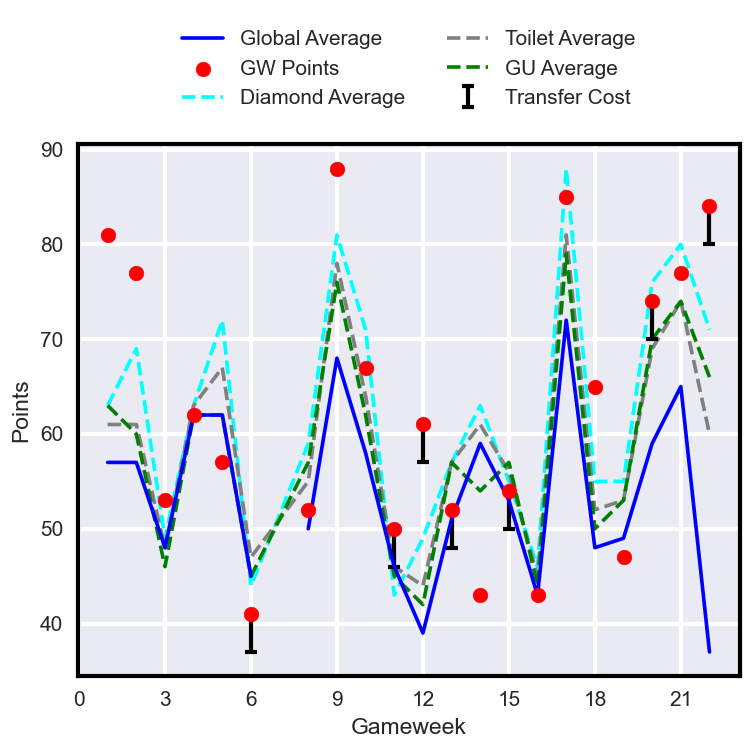 Global Average
GW Points
Diamond Average
Toilet Average
GU Average
Transfer Cost
90
80
70
60
50
40
Points
0 3 6 9 12 15 18 21
Gameweek